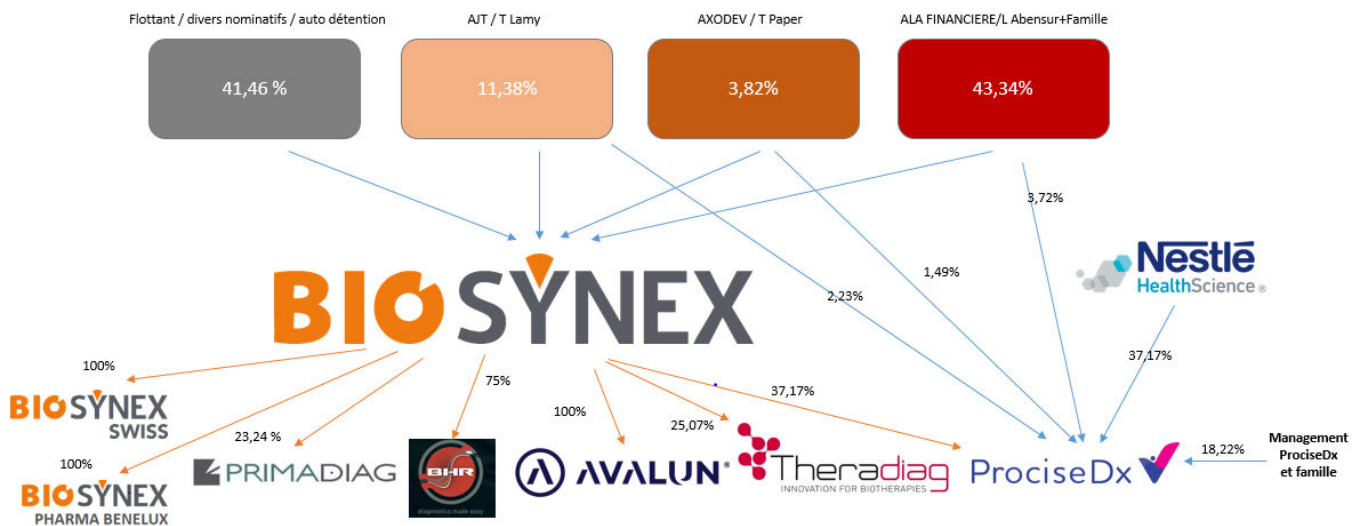 Flottant / divers nominatifs / auto détention
AJT / T Lamy
AXODEV / T Paper
ALA FINANCIERE/L Abensur+Famille
41,46 %
11,38%
3,82%
43,34%
3,72%
1,49%
2,23%
Nestlé
HealthScience®
37,17%
BIOSYNEX
100%
75%
100%
25,07%
37,17%
BIOSYNEX
SWISS
23,24 %
100%
BIOSYNEX
PHARMA BENELUX
PRIMADIAG
BHR
diagnostics made easy
AVALUN®
Theradiag
INNOVATION FOR BIOTHERAPIES
ProciseDx
18,22%
Management
ProciseDx
et famille